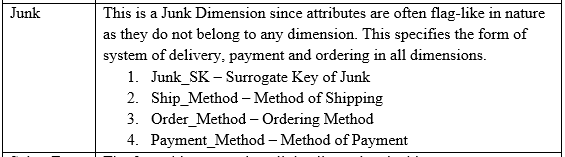 Junk
This is a Junk Dimension since attributes are often flag-like in nature
as they do not belong to any dimension. This specifies the form of
system of delivery, payment and ordering in all dimensions.
1. Junk_SK – Surrogate Key of Junk
2. Ship_Method – Method of Shipping
3. Order_Method – Ordering Method
4. Payment_Method – Method of Payment